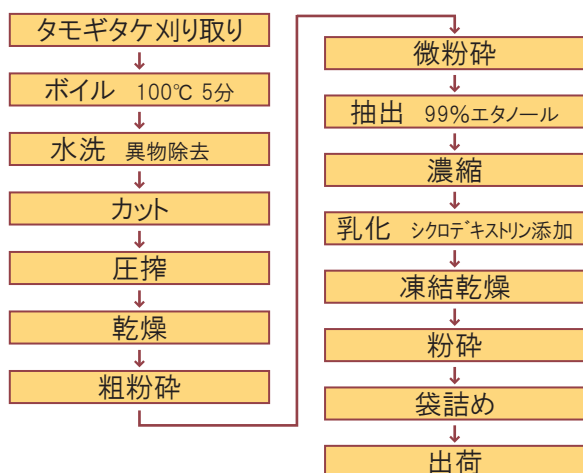 タモギタケ刈り取り
ボイル 100℃ 5分
水洗 異物除去
カット
圧搾
乾燥
粗粉砕
微粉砕
抽出 99%エタノール
濃縮
乳化 シクロデキストリン添加
凍結乾燥
粉砕
袋詰め
出荷